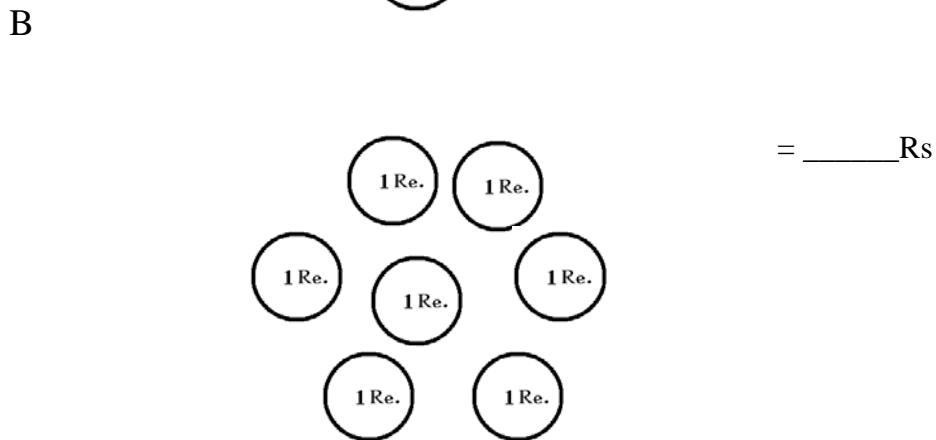 B
= ______Rs
1 Re. 1 Re.
1 Re. 1 Re. 1 Re.
1 Re. 1 Re.